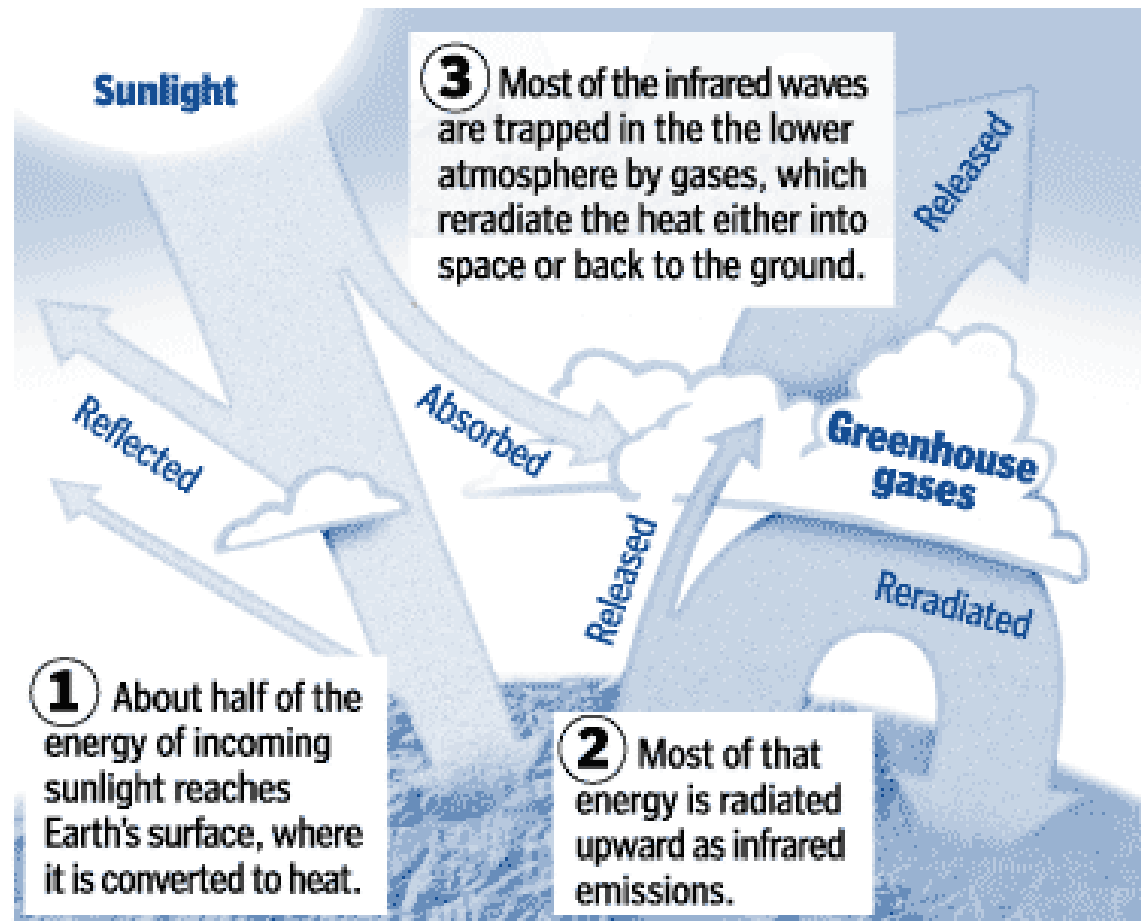 Sunlight
③ Most of the infrared waves
are trapped in the the lower
atmosphere by gases, which
reradiate the heat either into
space or back to the ground.
Released
Reflected
Absorbed
Greenhouse
gases
Released
Reradiated
① About half of the
energy of incoming
sunlight reaches
Earth's surface, where
it is converted to heat.
② Most of that
energy is radiated
upward as infrared
emissions.